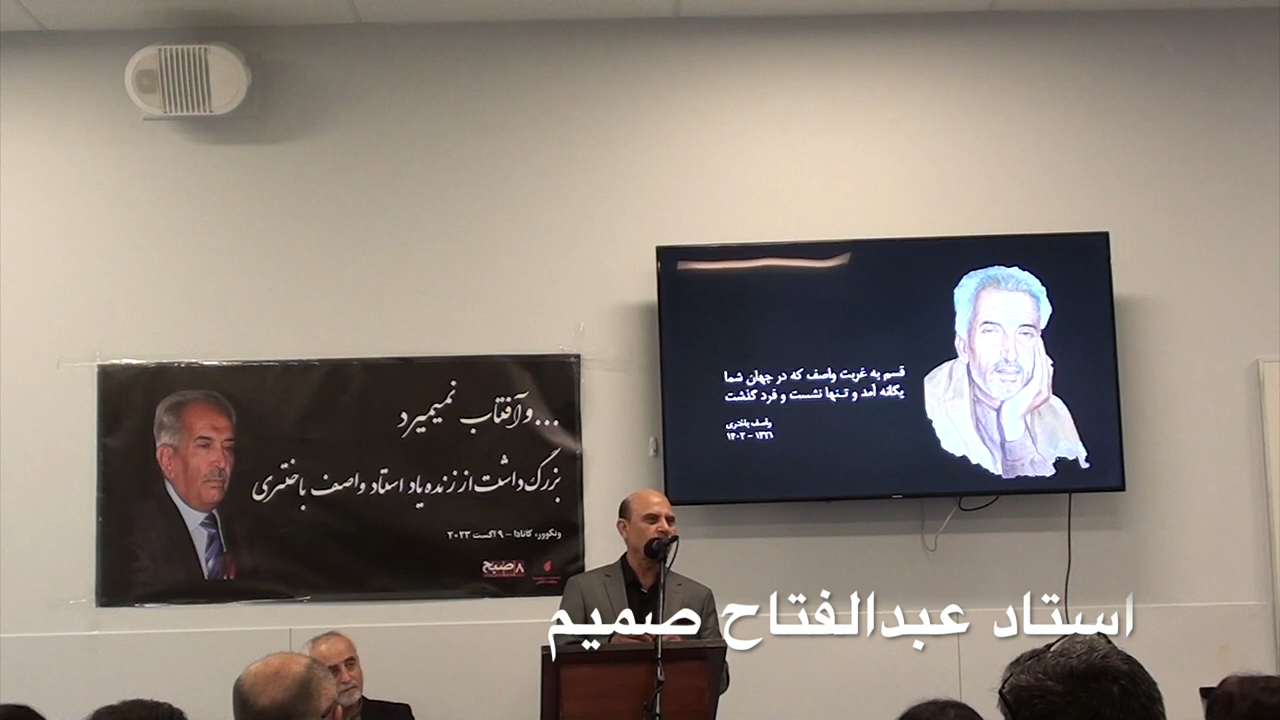 ...وآفتاب نمیمیرد
بزرگداشت از زنده یاد استاد واصف باختری
ونکوور، کانادا – ۹ اگست ۲۰۲۳
۸صبح
قسم به غربت واصف که در جهان شما
یگانه آمد و تنها نشست و فرد گذشت
واصف باختری
۱۳۲۱ – ۱۴۰۲
استاد عبدالفتاح صمیم